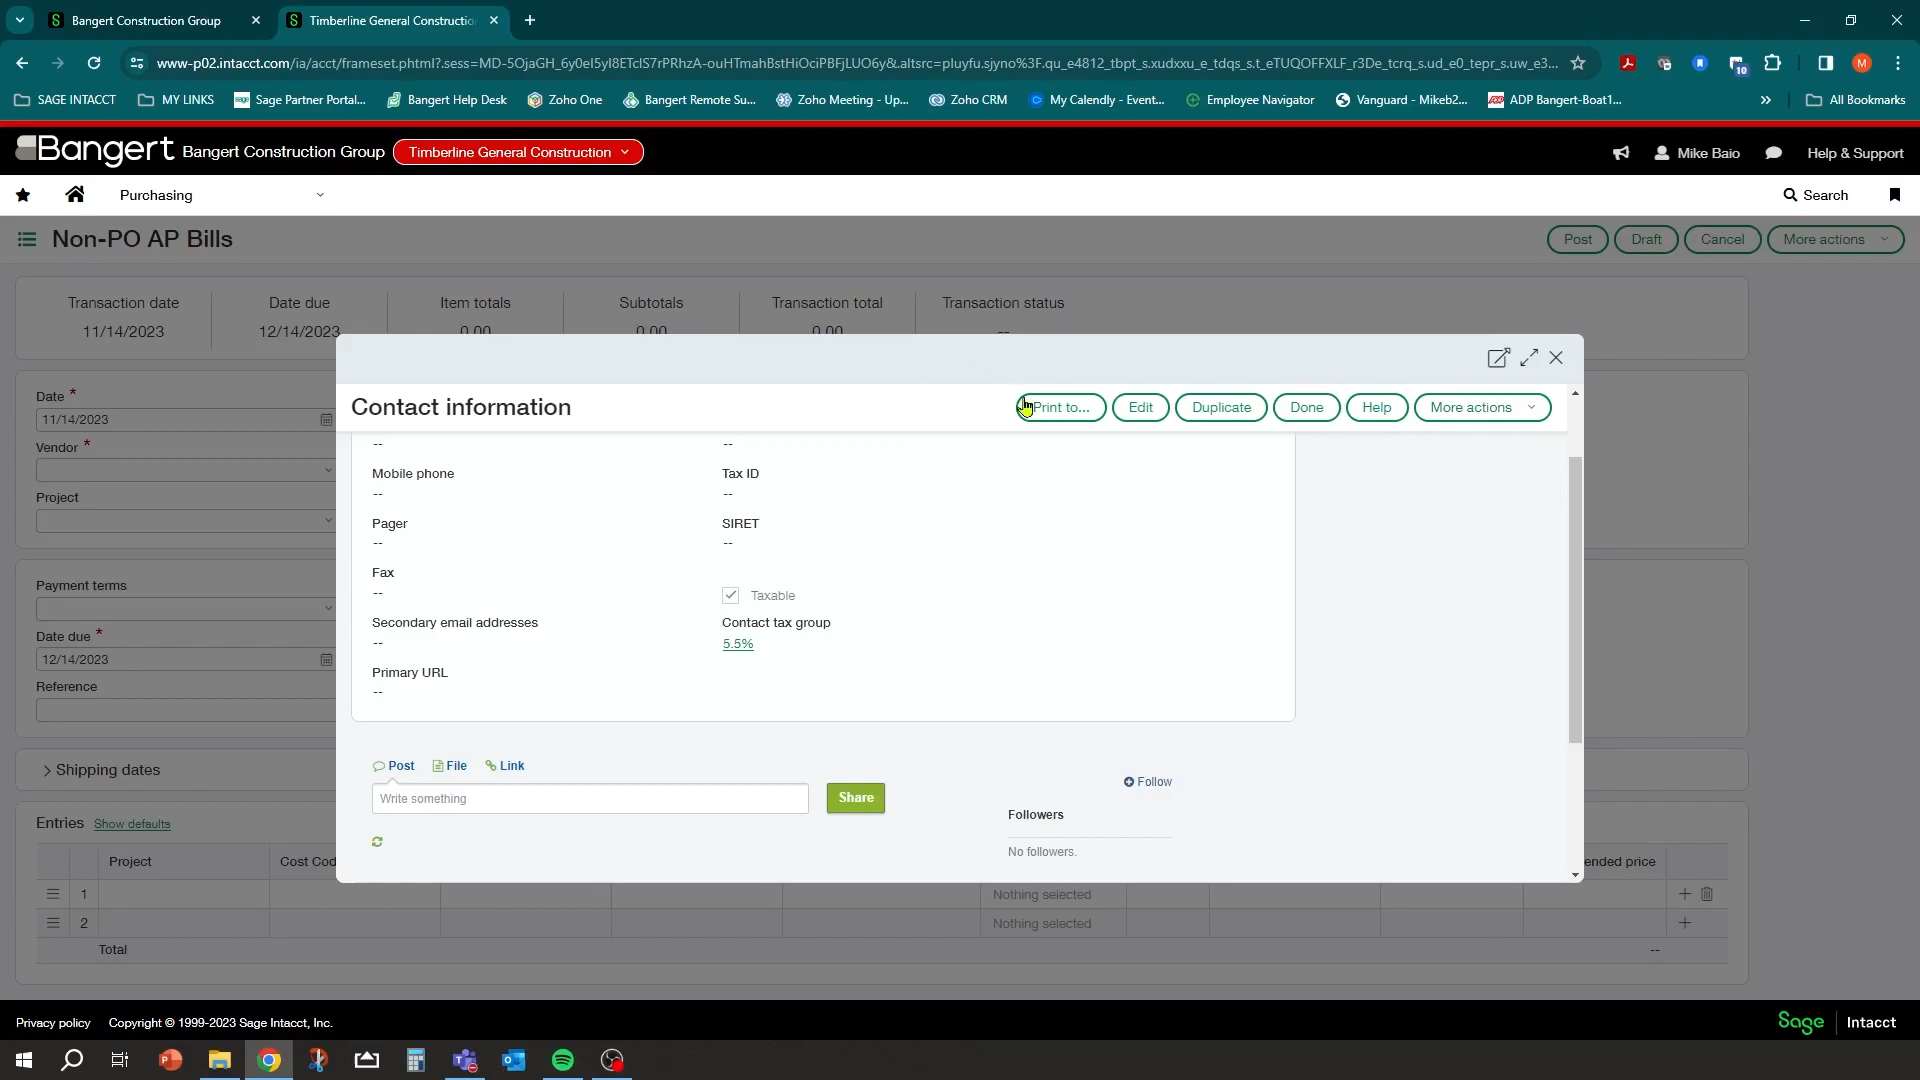 Bangert Construction Group
Timberline General Constructio
www-p02.intacct.com/ia/acct/frameset.phtml?.sess=MD-5OjaGH_6y0eI5yI8ETclS7rPRhzA-ouHTmahBstHiOciPBFjLUO6y&.altsrc=pluyfu.sjyno%3F.qu_e4812_tbpt_s.xudxxu_e_tdqs_s.t_eTUQOFFXLF_r3De_tcrq_s.ud_e0_tepr_s.uw_e3...
10
M
SAGE INTACCT MY LINKS Sage Partner Portal... Bangert Help Desk Zoho One Bangert Remote Su... Zoho Meeting - Up... Zoho CRM My Calendly - Event... Employee Navigator Vanguard - Mikeb2... ADP Bangert-Boat1... » All Bookmarks
Bangert Bangert Construction Group Timberline General Construction
Mike Baio Help & Support
Purchasing
Search
Non-PO AP Bills
Post Draft Cancel More actions
Transaction date Date due Item totals Subtotals Transaction total Transaction status
11/14/2023 12/14/2023 0.00 0.00 0.00 --
Date *
11/14/2023
Vendor *
Project
Payment terms
Date due *
12/14/2023
Reference
Shipping dates
Entries Show defaults
Project Cost Cod ended price
1 Nothing selected
2 Nothing selected
Total --
Contact information
Print to... Edit Duplicate Done Help More actions
-- --
Mobile phone Tax ID
-- --
Pager SIRET
-- --
Fax
--
Taxable
Secondary email addresses Contact tax group
-- 5.5%
Primary URL
--
Post File Link
Write something
Share
Follow
Followers
No followers.
Privacy policy Copyright © 1999-2023 Sage Intacct, Inc.
Sage Intacct